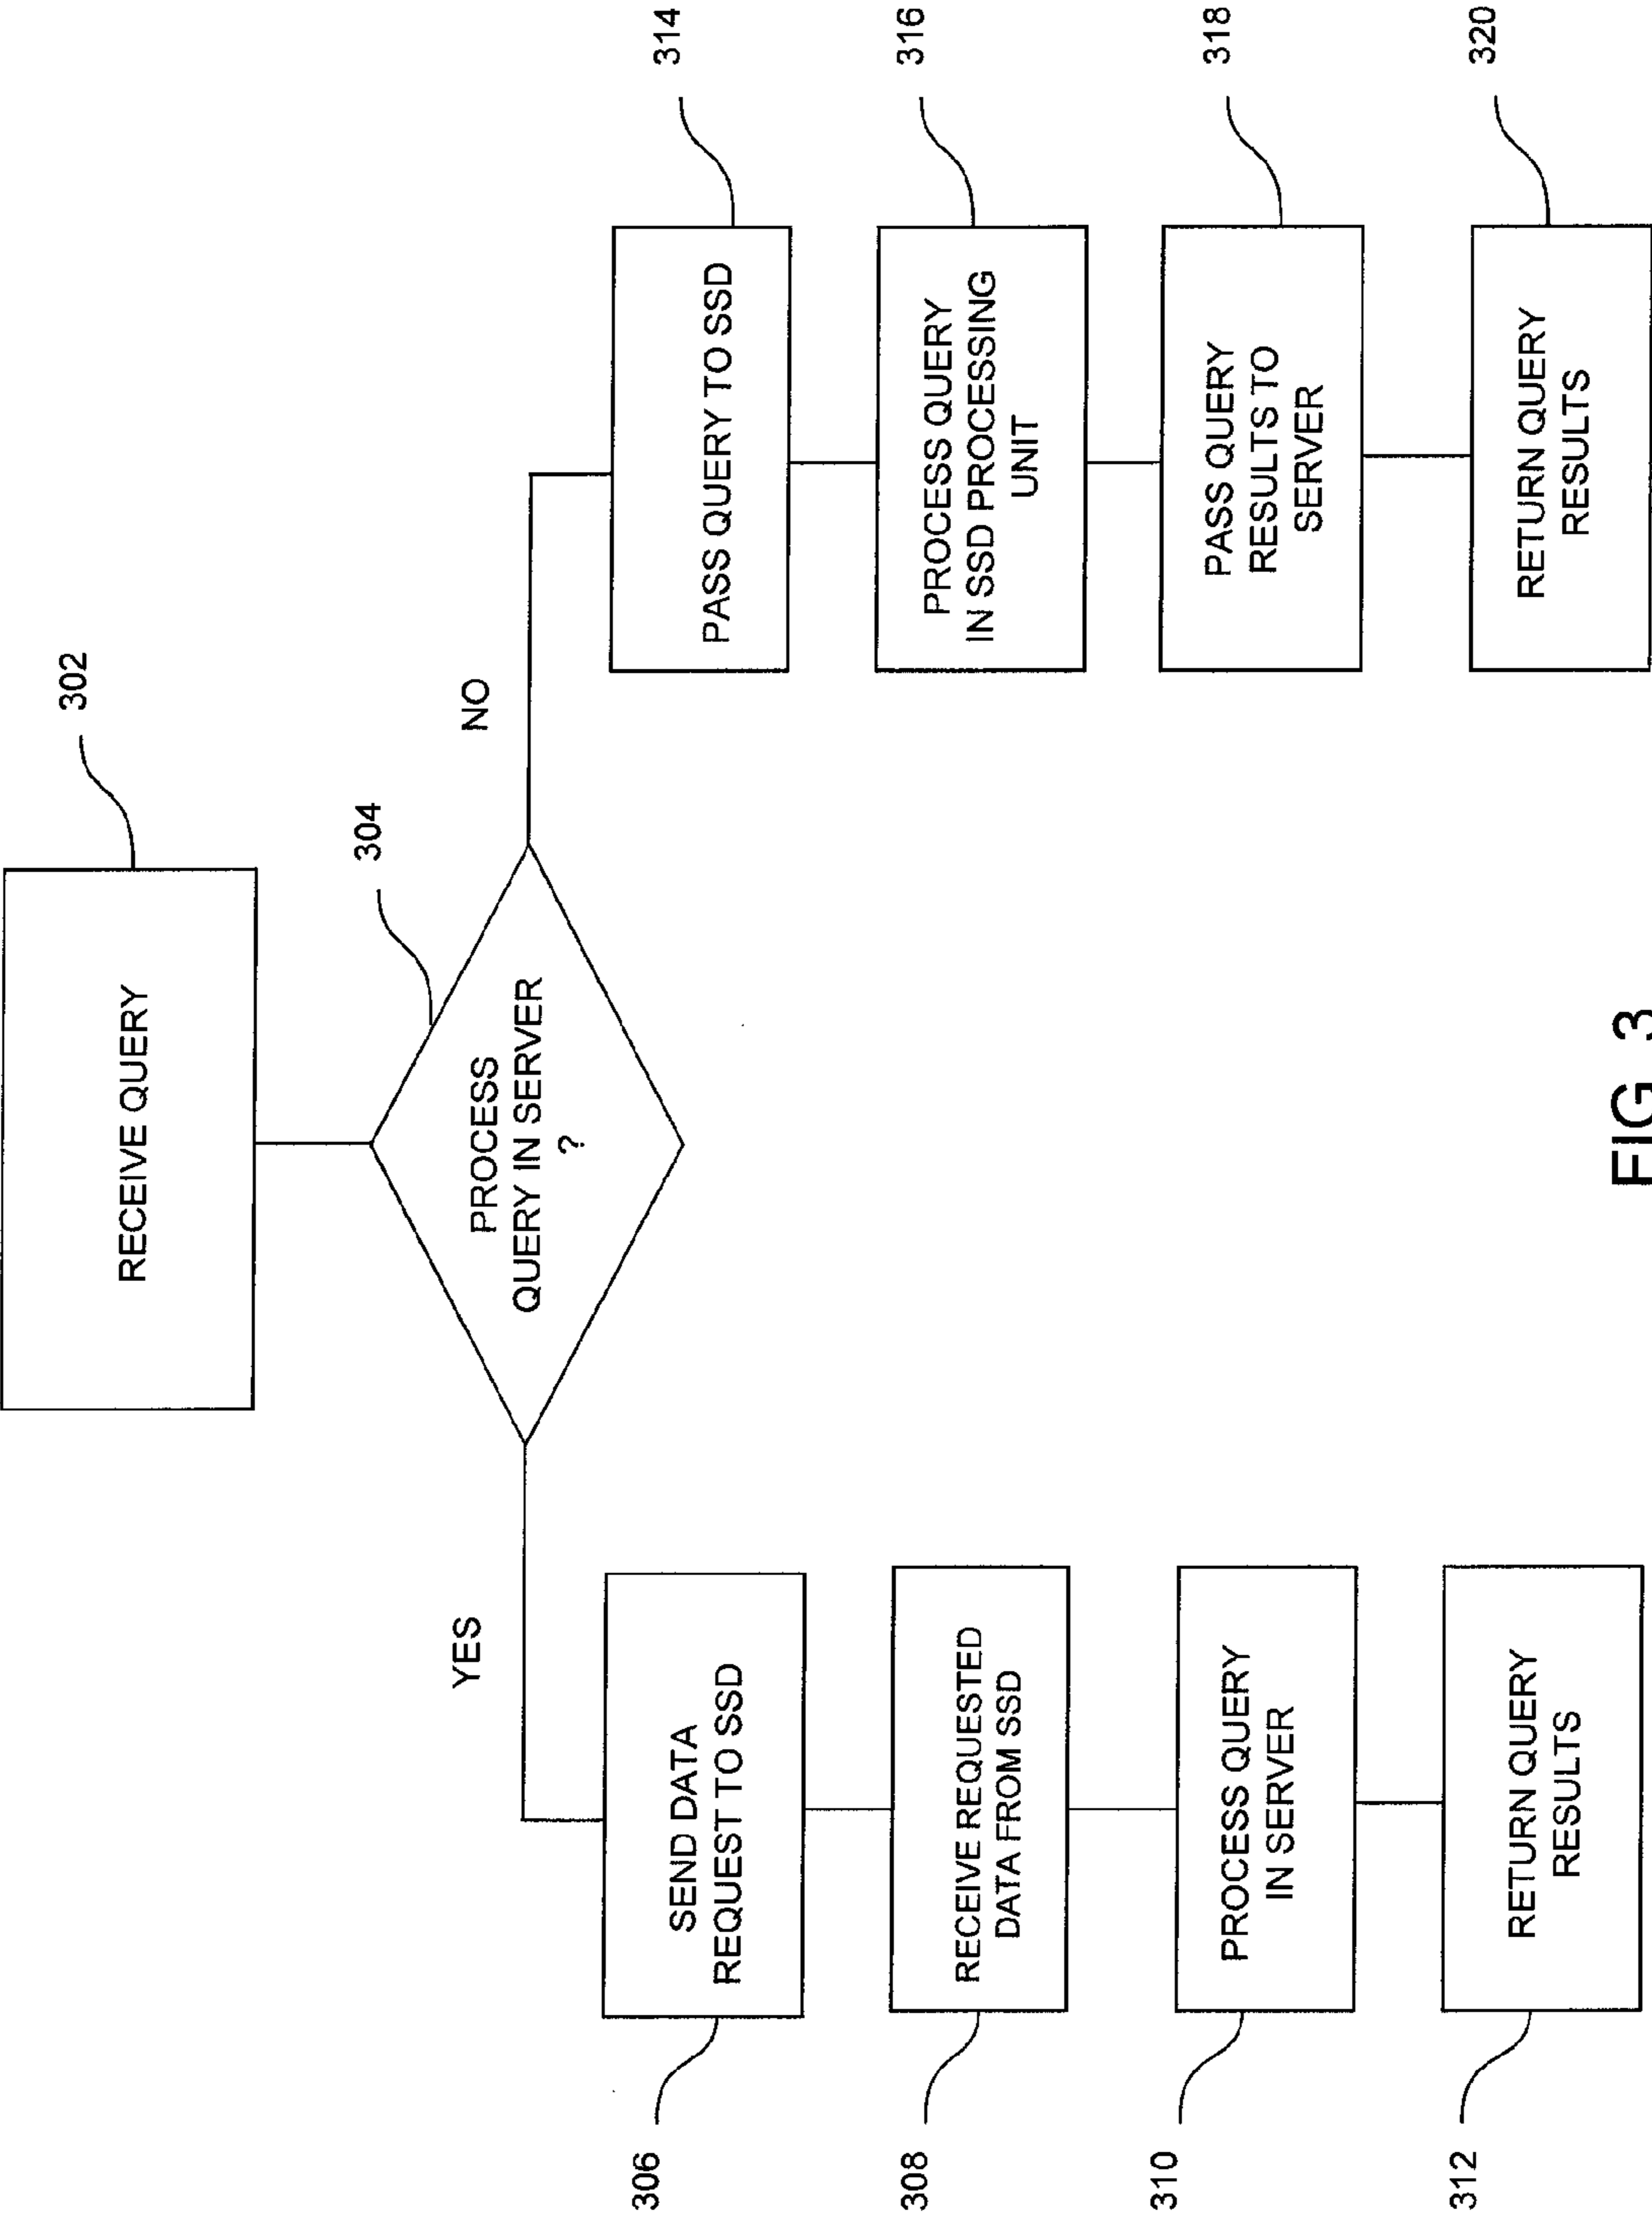 RECEIVE QUERY
302
304
PROCESS
QUERY IN SERVER
?
YES
NO
306
SEND DATA
REQUEST TO SSD
308
RECEIVE REQUESTED
DATA FROM SSD
310
PROCESS QUERY
IN SERVER
312
RETURN QUERY
RESULTS
314
PASS QUERY TO SSD
316
PROCESS QUERY
IN SSD PROCESSING
UNIT
318
PASS QUERY
RESULTS TO
SERVER
320
RETURN QUERY
RESULTS
FIG. 3